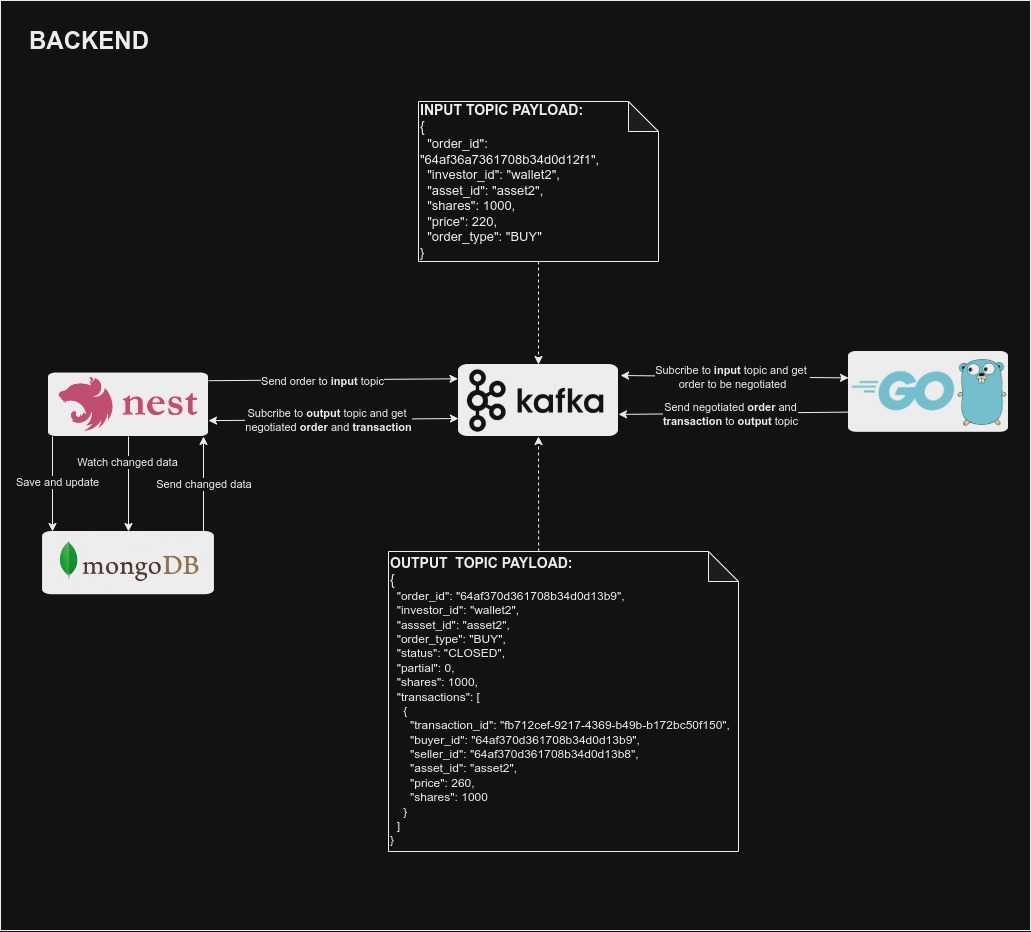 BACKEND
INPUT TOPIC PAYLOAD:
{
"order_id":
"64af36a7361708b34d0d12f1",
"investor_id": "wallet2",
"asset_id": "asset2",
"shares": 1000,
"price": 220,
"order_type": "BUY"
}
nest
Send order to input topic
Subcribe to output topic and get
negotiated order and transaction
kafka
Subcribe to input topic and get
order to be negotiated
Send negotiated order and
transaction to output topic
GO
Watch changed data
Save and update
Send changed data
mongoDB
OUTPUT  TOPIC PAYLOAD:
{
"order_id": "64af370d361708b34d0d13b9",
"investor_id": "wallet2",
"assset_id": "asset2",
"order_type": "BUY",
"status": "CLOSED",
"partial": 0,
"shares": 1000,
"transactions": [
{
"transaction_id": "fb712cef-9217-4369-b49b-b172bc50f150",
"buyer_id": "64af370d361708b34d0d13b9",
"seller_id": "64af370d361708b34d0d13b8",
"asset_id": "asset2",
"price": 260,
"shares": 1000
}
]
}